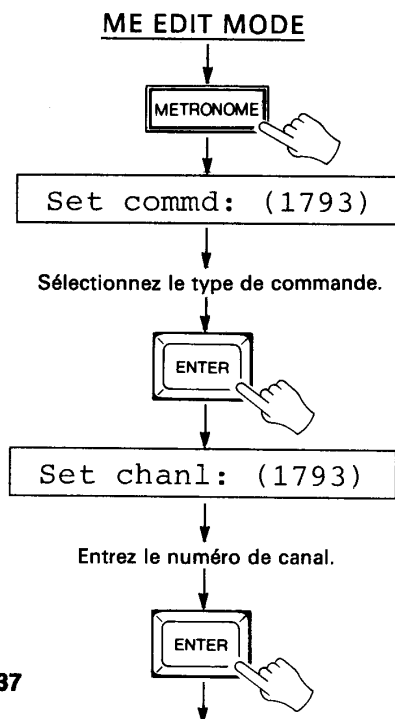 ME EDIT MODE
METRONOME
Set commd: (1793)
Sélectionnez le type de commande.
ENTER
Set chanl: (1793)
Entrez le numéro de canal.
ENTER
37